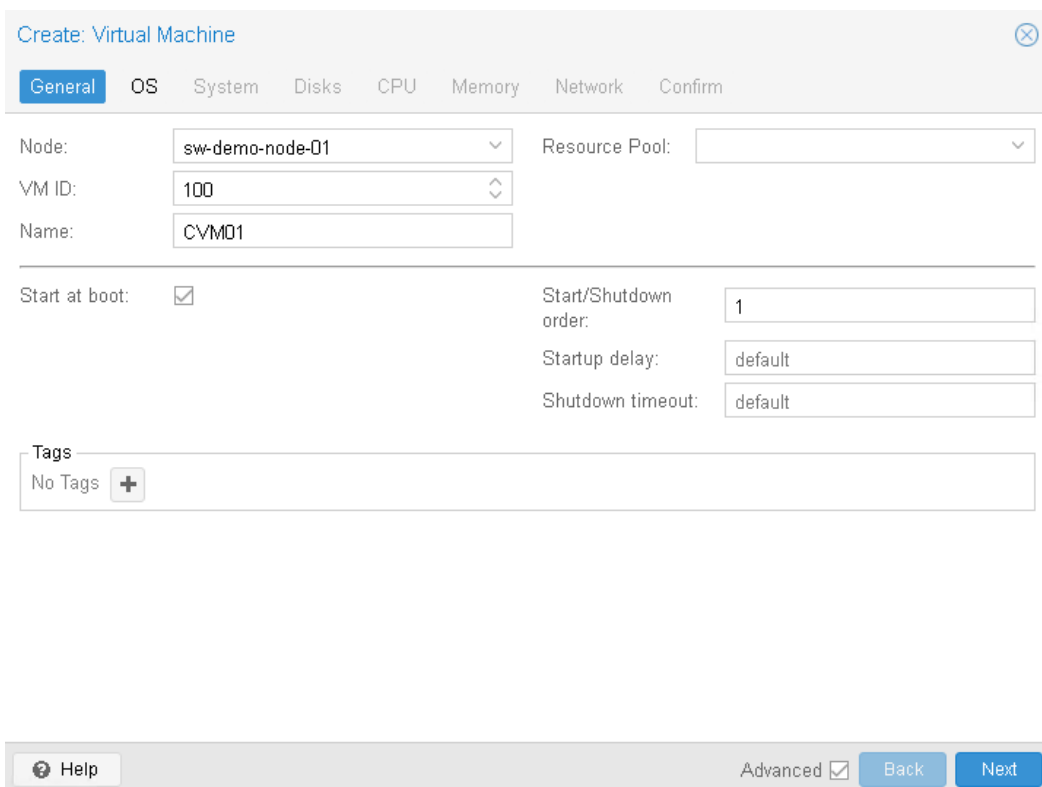 Create: Virtual Machine
General OS System Disks CPU Memory Network Confirm
Node: sw-demo-node-01 Resource Pool:
VM ID: 100
Name: CVM01
Start at boot: Start/Shutdown order: 1
Startup delay: default
Shutdown timeout: default
Tags
No Tags
Help Advanced Back Next